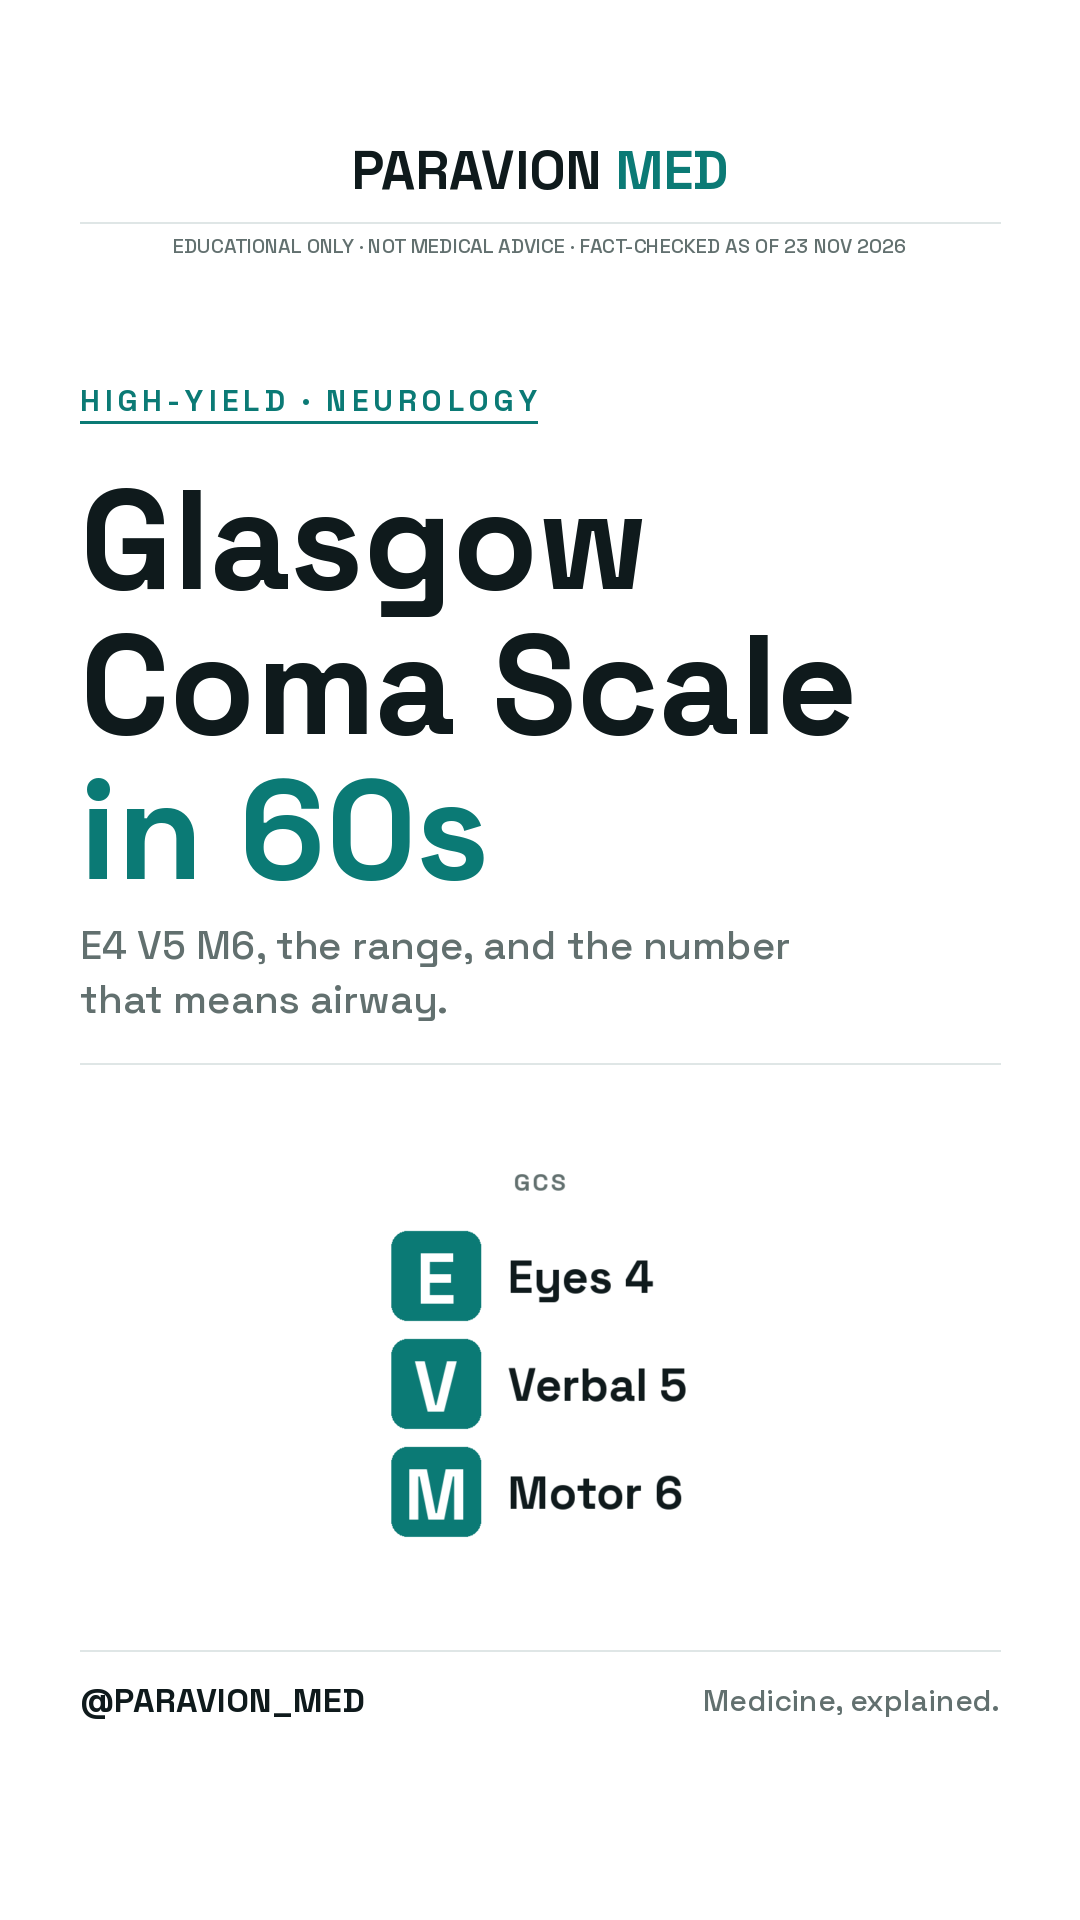 PARAVION MED
EDUCATIONAL ONLY · NOT MEDICAL ADVICE · FACT-CHECKED AS OF 23 NOV 2026
HIGH-YIELD · NEUROLOGY
Glasgow
Coma Scale
in 60s
E4 V5 M6, the range, and the number
that means airway.
GCS
E Eyes 4
V Verbal 5
M Motor 6
@PARAVION_MED Medicine, explained.